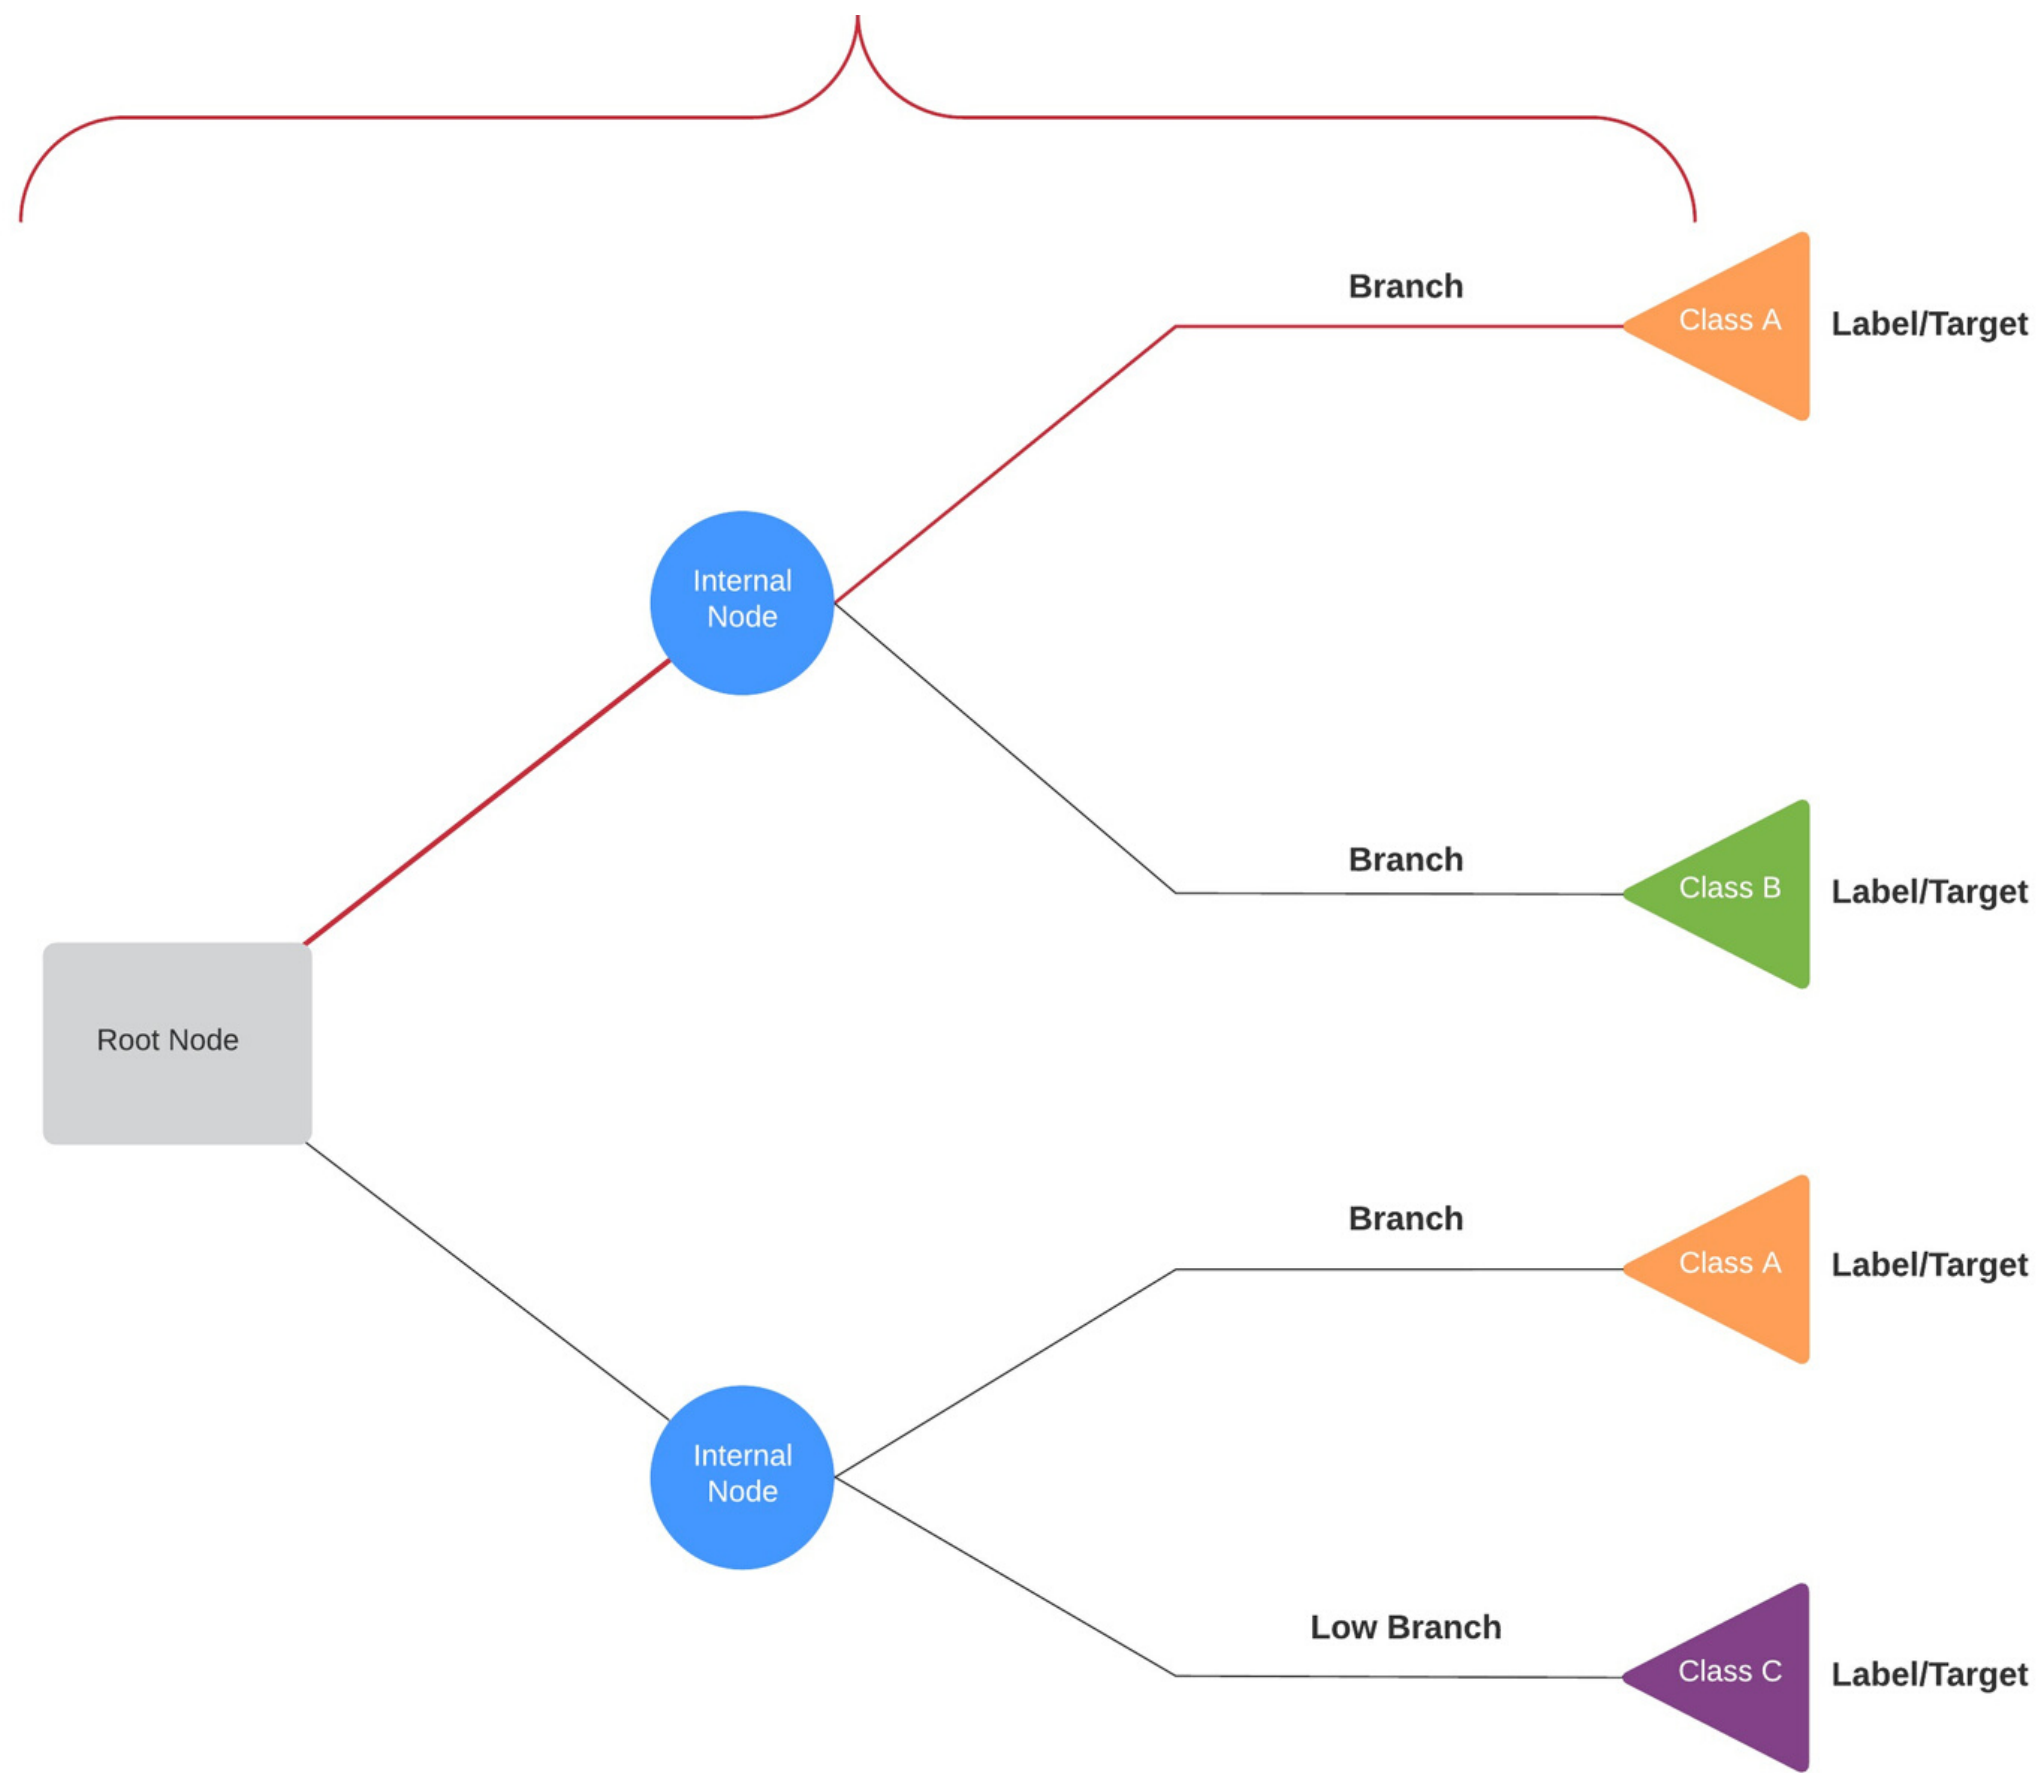 Branch
Class A
Label/Target
Internal
Node
Branch
Class B
Label/Target
Root Node
Branch
Class A
Label/Target
Internal
Node
Low Branch
Class C
Label/Target